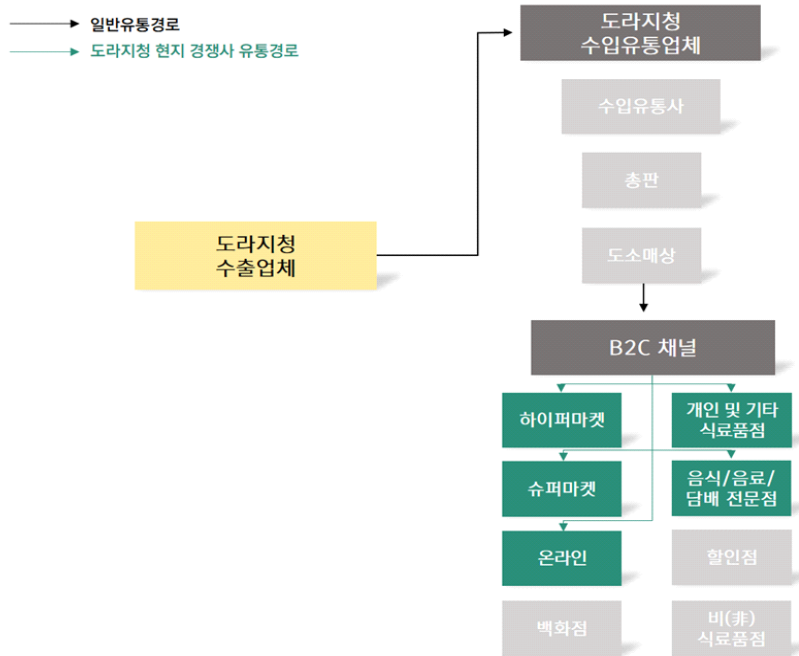 일반유통경로
도라지청 현지 경쟁사 유통경로
도라지청
수입유통업체
수입유통사
총판
도라지청
수출업체
도소매상
B2C 채널
하이퍼마켓
개인 및 기타
식료품점
슈퍼마켓
음식/음료/
담배 전문점
온라인
할인점
백화점
비(非)
식료품점